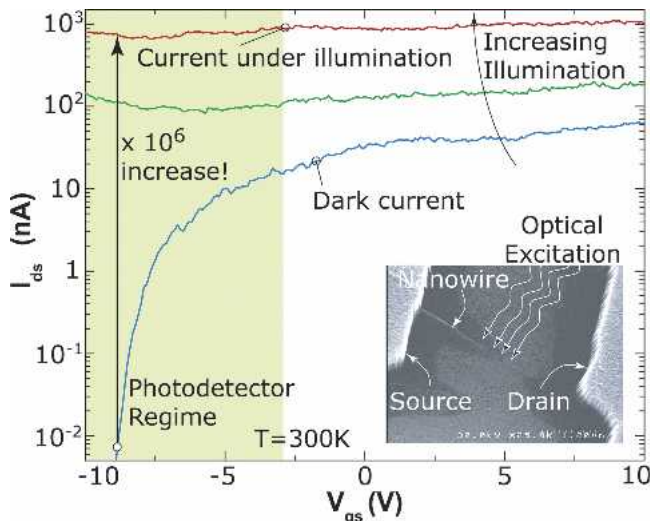 10³
10²
10
1
10⁻¹
10⁻²
I_ds (nA)
Current under illumination
Increasing
Illumination
x 10⁶
increase!
Dark current
Optical
Excitation
Nanowire
Source
Drain
Photodetector
Regime
T=300K
-10
-5
0
5
10
V_gs (V)